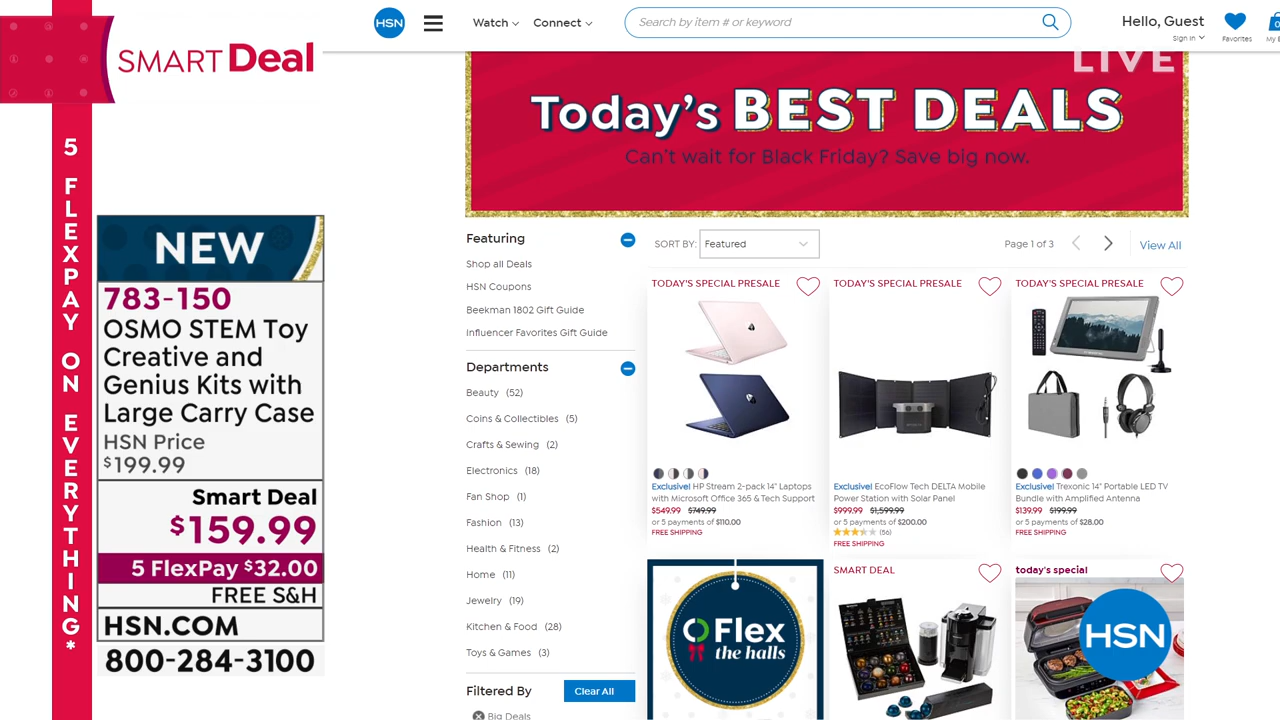 SMART Deal
5 FLEXPAY ON EVERYTHING*
NEW
783-150
OSMO STEM Toy
Creative and
Genius Kits with
Large Carry Case
HSN Price
$199.99
Smart Deal
$159.99
5 FlexPay $32.00
FREE S&H
HSN.COM
800-284-3100
HSN
Watch
Connect
Search by item # or keyword
Hello, Guest
Sign In
Favorites
LIVE
Today's BEST DEALS
Can't wait for Black Friday? Save big now.
Featuring
Shop all Deals
HSN Coupons
Beekman 1802 Gift Guide
Influencer Favorites Gift Guide
Departments
Beauty (52)
Coins & Collectibles (5)
Crafts & Sewing (2)
Electronics (18)
Fan Shop (1)
Fashion (13)
Health & Fitness (2)
Home (11)
Jewelry (19)
Kitchen & Food (28)
Toys & Games (3)
Filtered By
Clear All
Big Deals
SORT BY: Featured
Page 1 of 3
View All
TODAY'S SPECIAL PRESALE
Exclusive! HP Stream 2-pack 14" Laptops
with Microsoft Office 365 & Tech Support
$549.99 $749.99
or 5 payments of $110.00
FREE SHIPPING
TODAY'S SPECIAL PRESALE
Exclusive! EcoFlow Tech DELTA Mobile
Power Station with Solar Panel
$999.99 $1,599.99
or 5 payments of $200.00
(56)
FREE SHIPPING
TODAY'S SPECIAL PRESALE
Exclusive! Trexonic 14" Portable LED TV
Bundle with Amplified Antenna
$139.99 $199.99
or 5 payments of $28.00
FREE SHIPPING
Flex
the halls
SMART DEAL
today's special
HSN